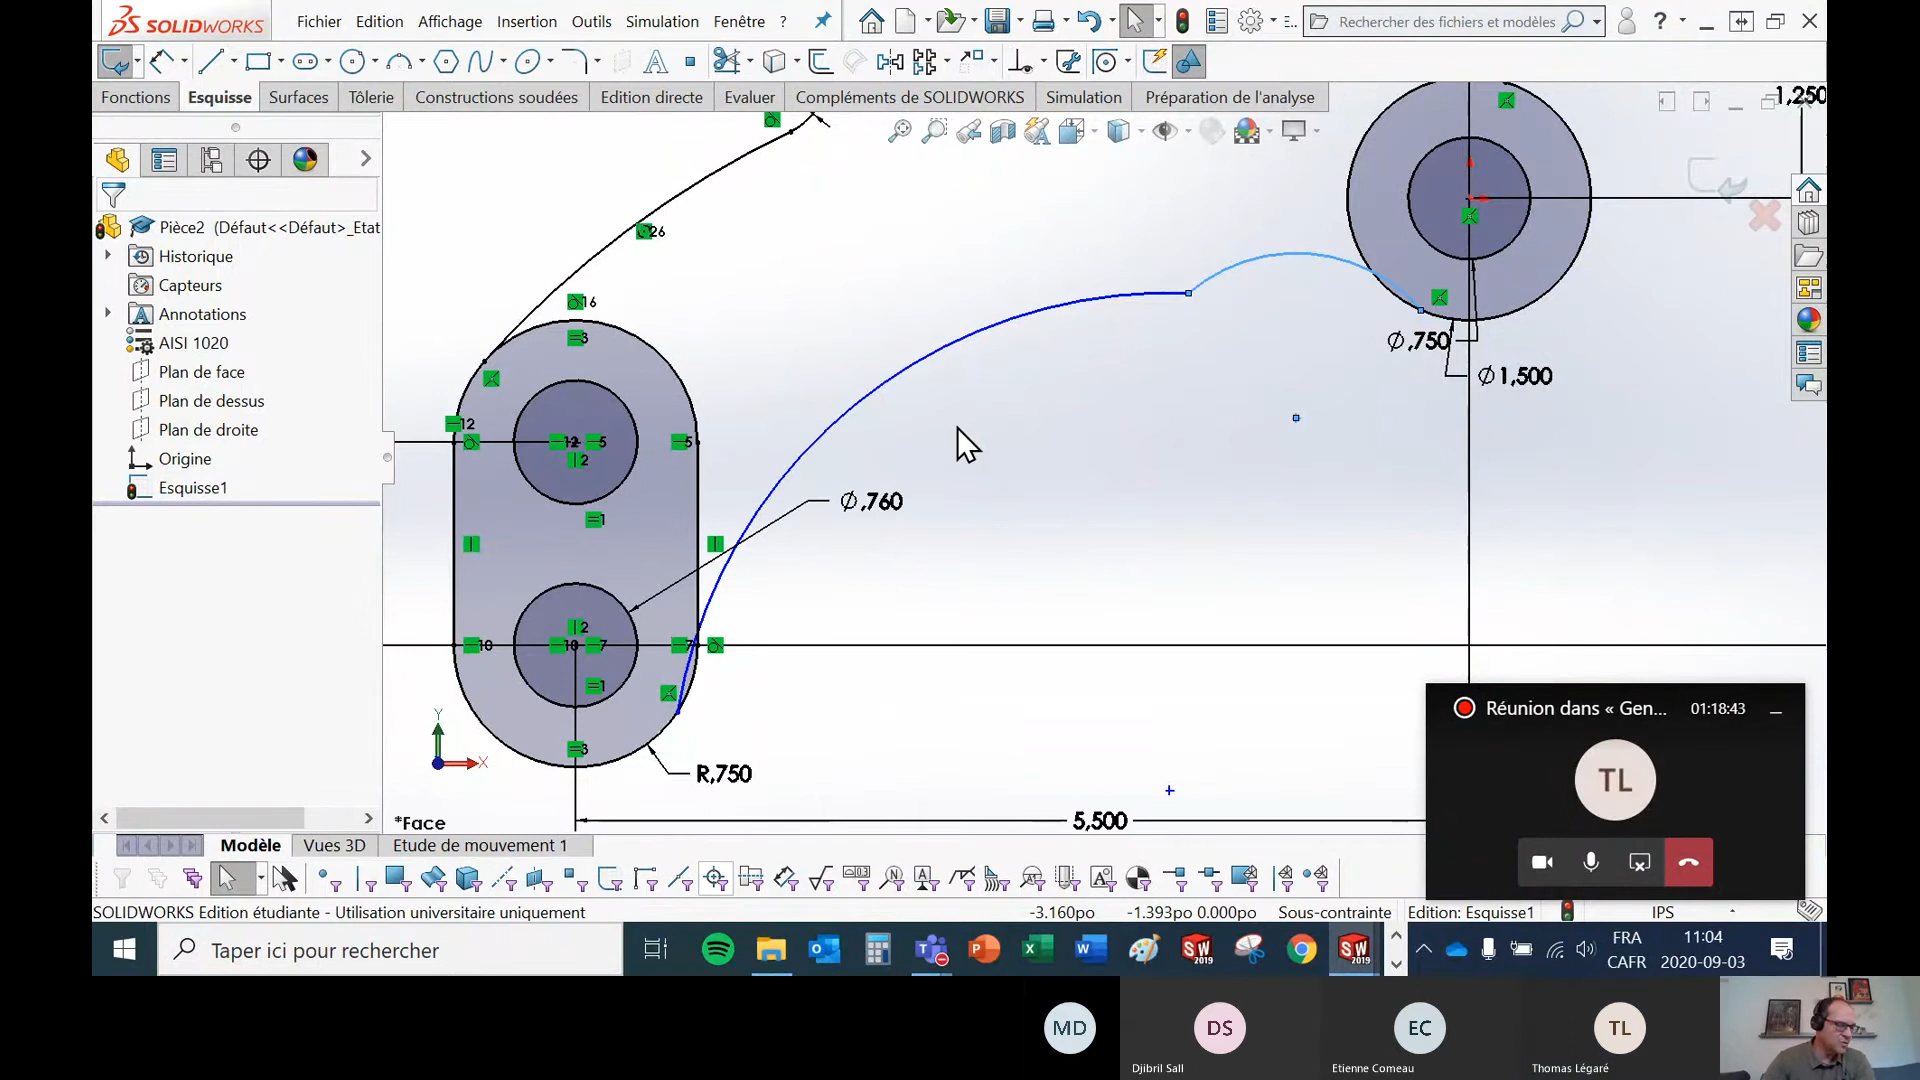 SOLIDWORKS
Fichier Edition Affichage Insertion Outils Simulation Fenêtre ?
Rechercher des fichiers et modèles
Fonctions Esquisse Surfaces Tôlerie Constructions soudées Edition directe Evaluer Compléments de SOLIDWORKS Simulation Préparation de l'analyse
1,250
Pièce2 (Défaut<<Défaut>_Etat
Historique
Capteurs
Annotations
AISI 1020
Plan de face
Plan de dessus
Plan de droite
Origine
Esquisse1
26
16
3
12
12 5 5
2
1
Ø,750
Ø1,500
Ø,760
2
10 10 7 7
1
3
R,750
5,500
Y
X
*Face
Réunion dans « Gen... 01:18:43
TL
Modèle Vues 3D Etude de mouvement 1
SOLIDWORKS Edition étudiante - Utilisation universitaire uniquement
-3.160po -1.393po 0.000po Sous-contrainte Edition: Esquisse1 IPS
Taper ici pour rechercher
SW 2019
SW 2019
FRA
CAFR
11:04
2020-09-03
MD DS EC TL
Djibril Sall Etienne Comeau Thomas Légaré